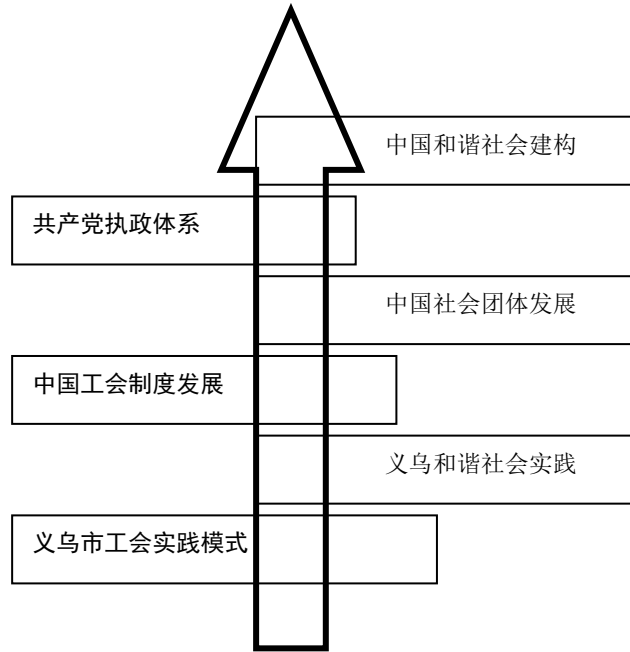 中国和谐社会建构
共产党执政体系
中国社会团体发展
中国工会制度发展
义乌和谐社会实践
义乌市工会实践模式